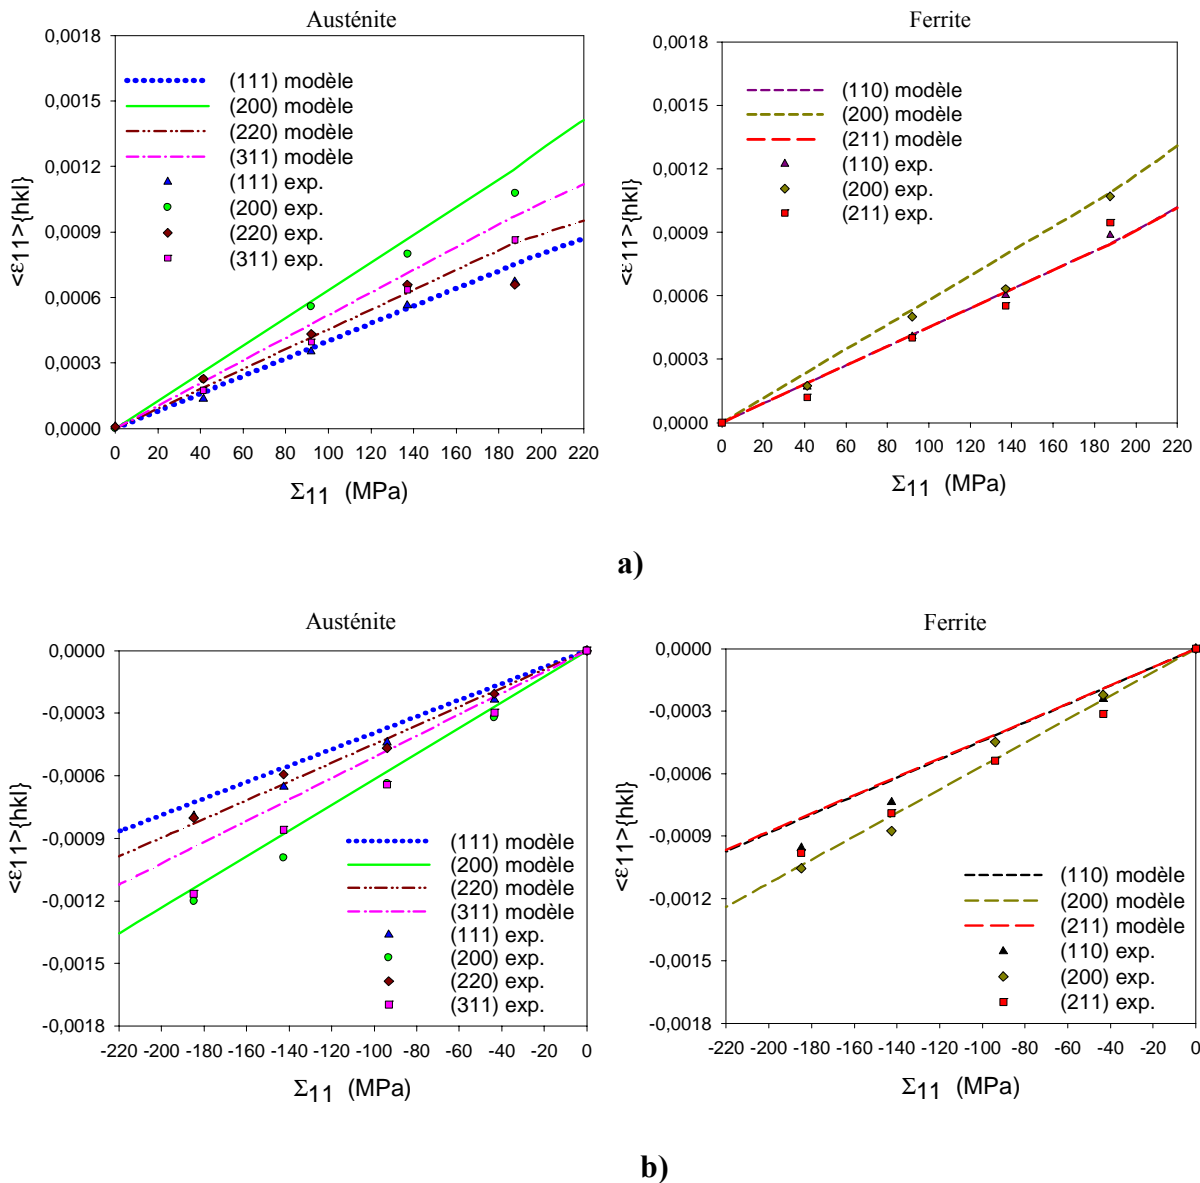 Austénite
0,0018
0,0015
0,0012
0,0009
0,0006
0,0003
0,0000
<ε11>{hkl}
(111) modèle
(200) modèle
(220) modèle
(311) modèle
(111) exp.
(200) exp.
(220) exp.
(311) exp.
0 20 40 60 80 100 120 140 160 180 200 220
Σ11 (MPa)
Ferrite
0,0018
0,0015
0,0012
0,0009
0,0006
0,0003
0,0000
<ε11>{hkl}
(110) modèle
(200) modèle
(211) modèle
(110) exp.
(200) exp.
(211) exp.
0 20 40 60 80 100 120 140 160 180 200 220
Σ11 (MPa)
a)
Austénite
0,0000
-0,0003
-0,0006
-0,0009
-0,0012
-0,0015
-0,0018
<ε11>{hkl}
(111) modèle
(200) modèle
(220) modèle
(311) modèle
(111) exp.
(200) exp.
(220) exp.
(311) exp.
-220 -200 -180 -160 -140 -120 -100 -80 -60 -40 -20 0
Σ11 (MPa)
Ferrite
0,0000
-0,0003
-0,0006
-0,0009
-0,0012
-0,0015
-0,0018
<ε11>{hkl}
(110) modèle
(200) modèle
(211) modèle
(110) exp.
(200) exp.
(211) exp.
-220 -200 -180 -160 -140 -120 -100 -80 -60 -40 -20 0
Σ11 (MPa)
b)